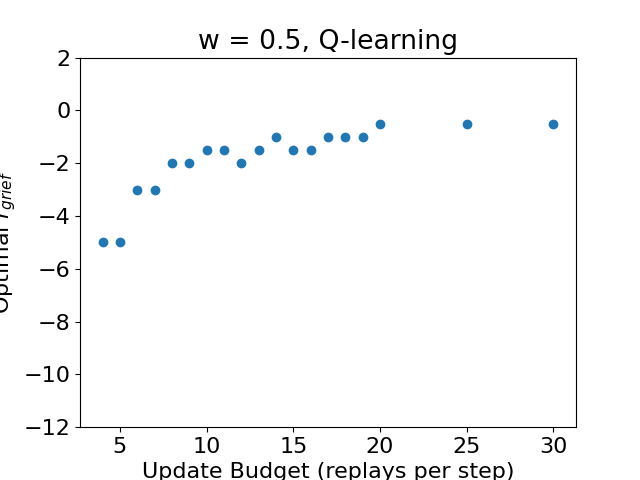 w = 0.5, Q-learning
2
0
−2
−4
−6
−8
−10
−12
Optimal r_grief
5 10 15 20 25 30
Update Budget (replays per step)